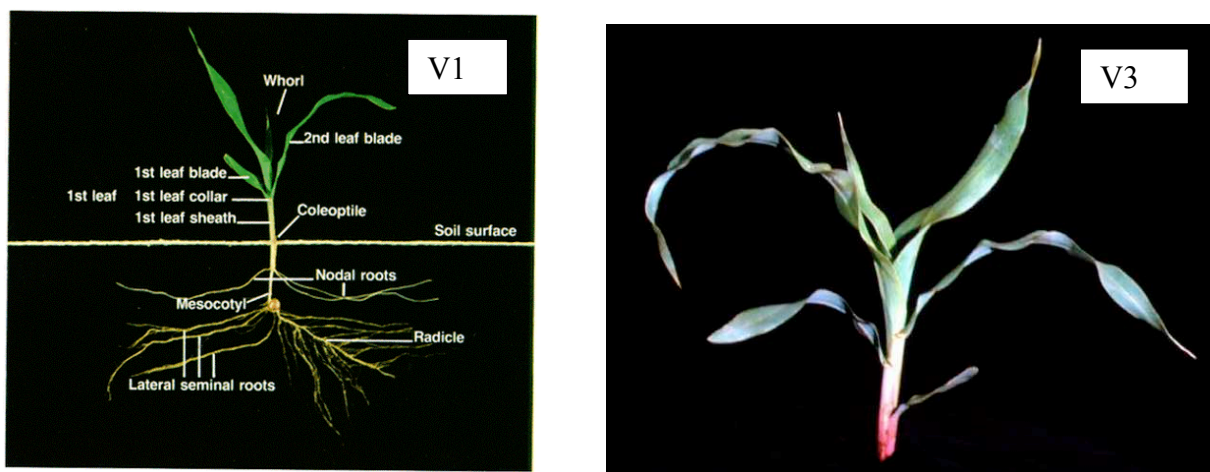 V1
Whorl
2nd leaf blade
1st leaf blade
1st leaf 1st leaf collar
1st leaf sheath
Coleoptile
Soil surface
Nodal roots
Mesocotyl
Radicle
Lateral seminal roots
V3